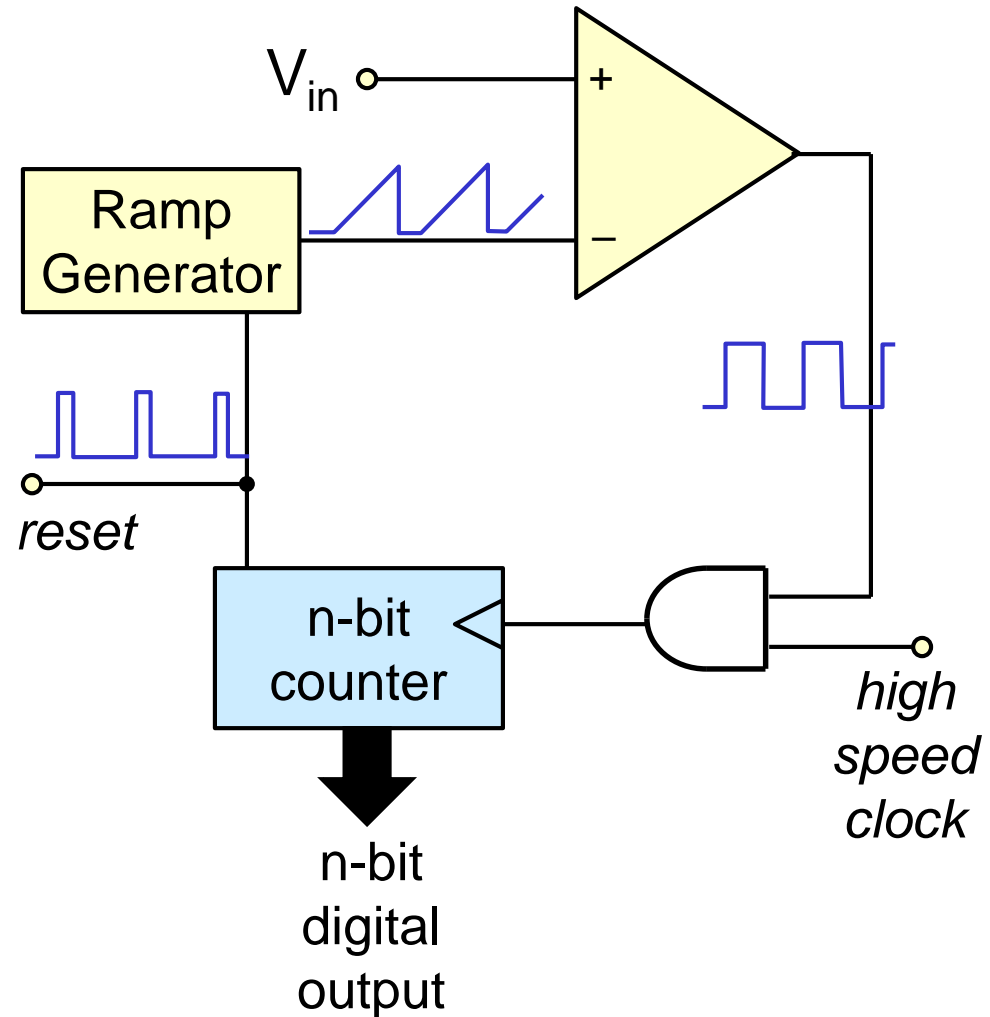 Vin
+
Ramp
Generator
−
reset
n-bit
counter
high
speed
clock
n-bit
digital
output